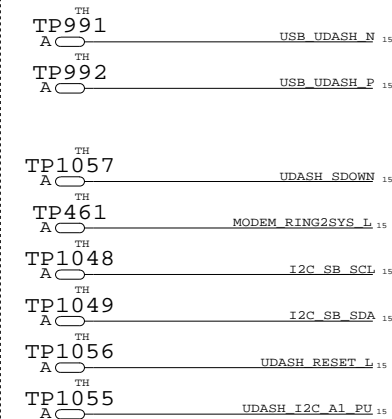 TH
TP991
A USB_UDASH_N 15
TH
TP992
A USB_UDASH_P 15
TH
TP1057
A UDASH_SDOWN 15
TH
TP461
A MODEM_RING2SYS_L 15
TH
TP1048
A I2C_SB_SCL 15
TH
TP1049
A I2C_SB_SDA 15
TH
TP1056
A UDASH_RESET_L 15
TH
TP1055
A UDASH_I2C_A1_PU 15